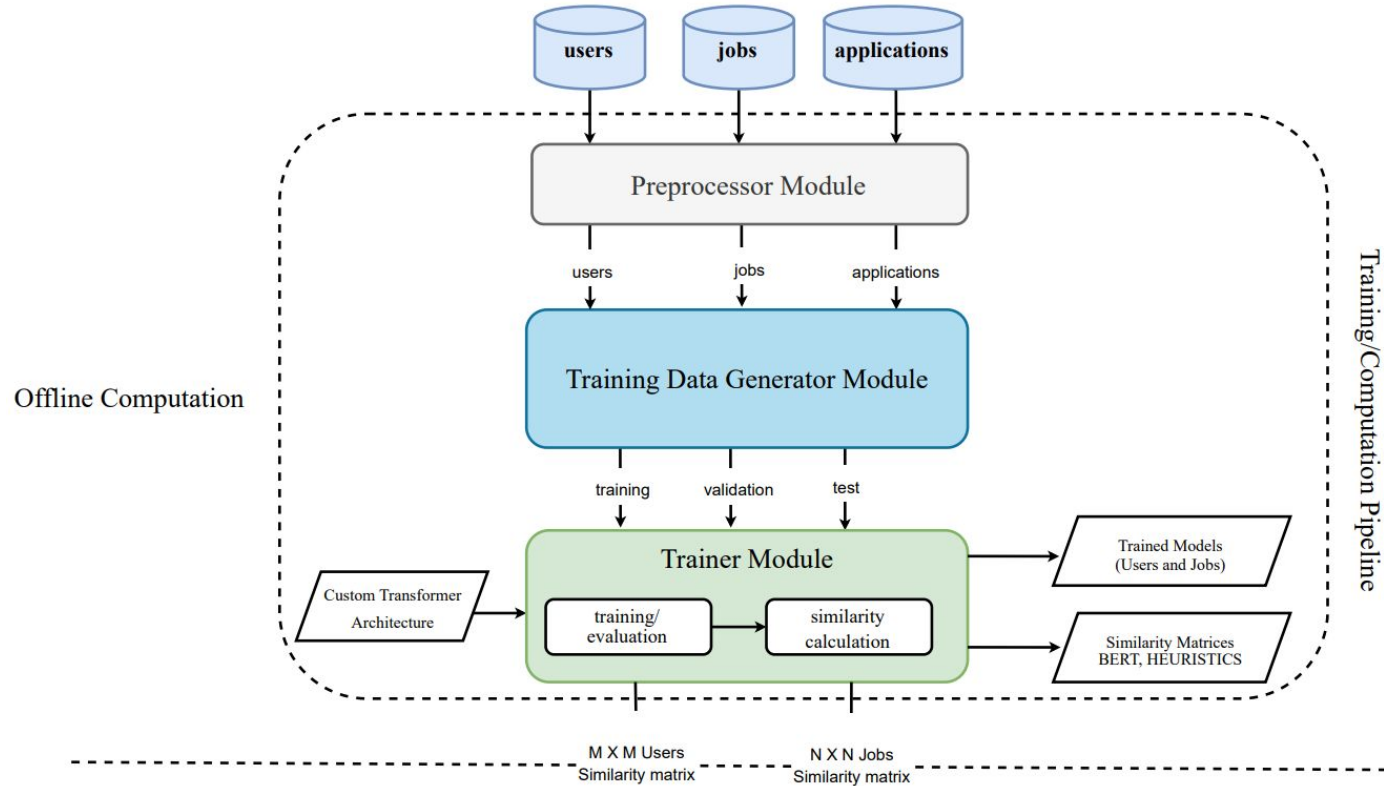 users
jobs
applications
Preprocessor Module
users
jobs
applications
Training Data Generator Module
Offline Computation
Training/Computation Pipeline
training
validation
test
Trainer Module
Custom Transformer
Architecture
training/
evaluation
similarity
calculation
Trained Models
(Users and Jobs)
Similarity Matrices
BERT, HEURISTICS
M X M Users
Similarity matrix
N X N Jobs
Similarity matrix